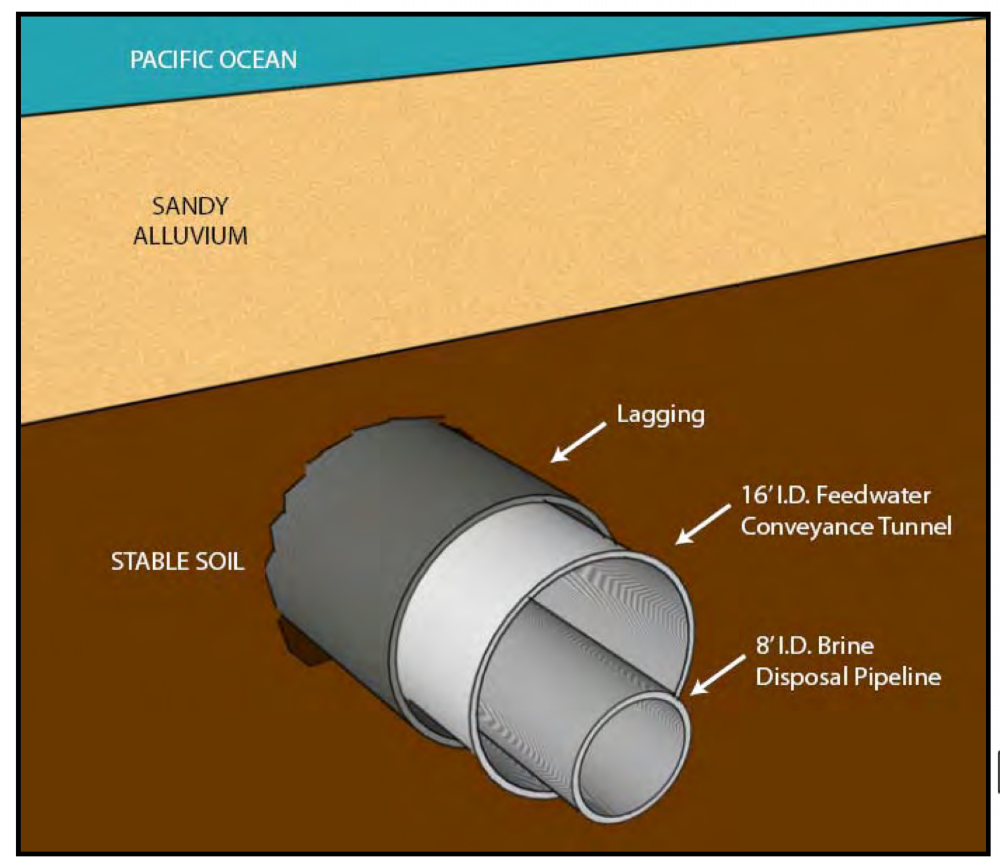 PACIFIC OCEAN
SANDY
ALLUVIUM
Lagging
16' I.D. Feedwater
Conveyance Tunnel
STABLE SOIL
8' I.D. Brine
Disposal Pipeline